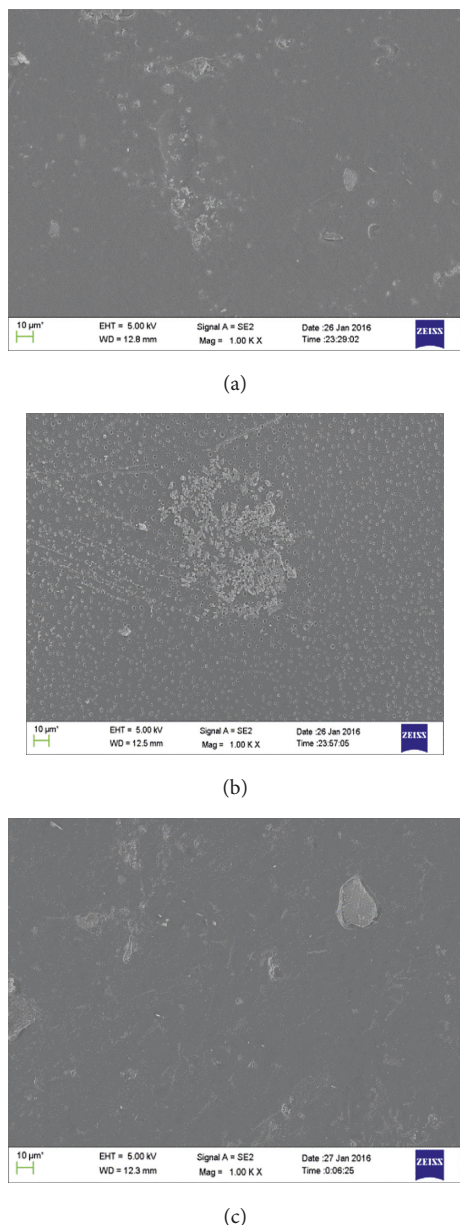 10 µm*
EHT = 5.00 kV Signal A = SE2 Date :26 Jan 2016
WD = 12.8 mm Mag = 1.00 K X Time :23:29:02
ZEISS
(a)
10 µm*
EHT = 5.00 kV Signal A = SE2 Date :26 Jan 2016
WD = 12.5 mm Mag = 1.00 K X Time :23:57:05
ZEISS
(b)
10 µm*
EHT = 5.00 kV Signal A = SE2 Date :27 Jan 2016
WD = 12.3 mm Mag = 1.00 K X Time :0:06:25
ZEISS
(c)